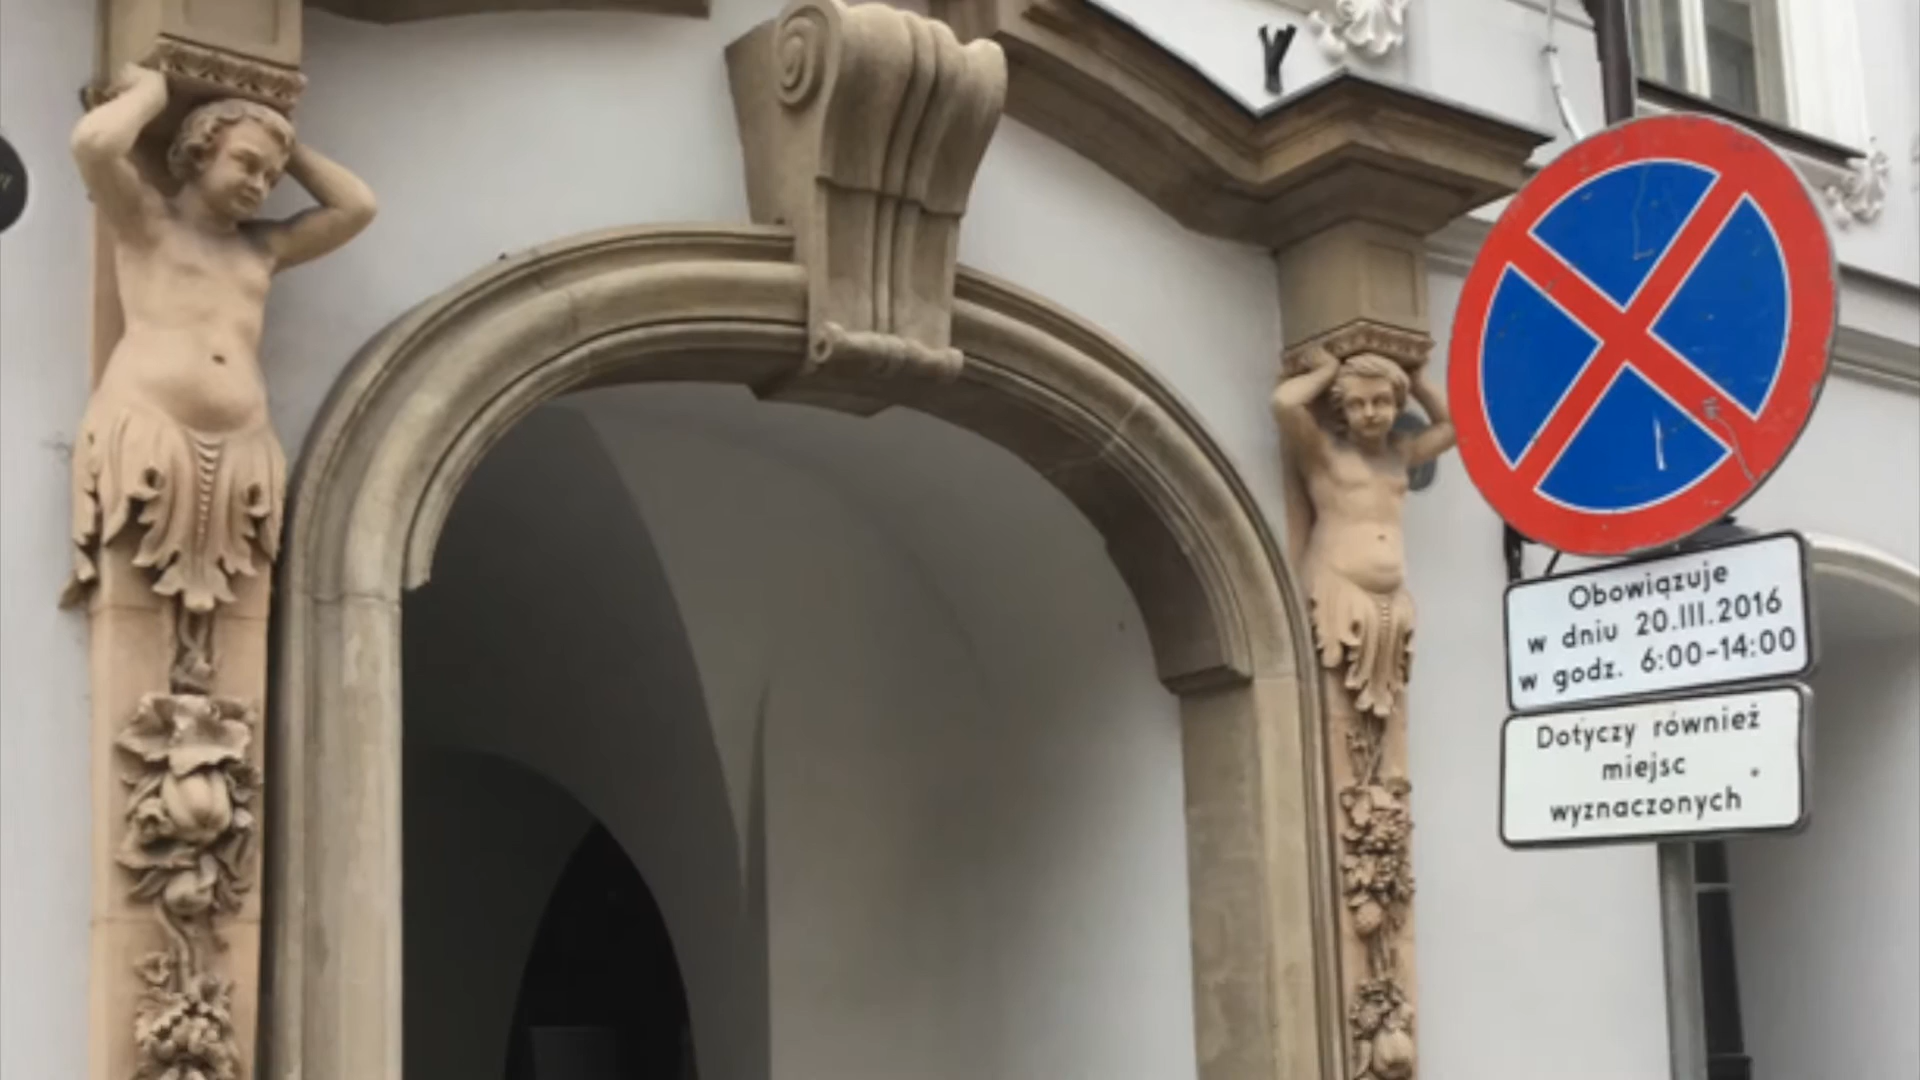 Obowiązuje
w dniu 20.III.2016
w godz. 6:00-14:00
Dotyczy również
miejsc
wyznaczonych